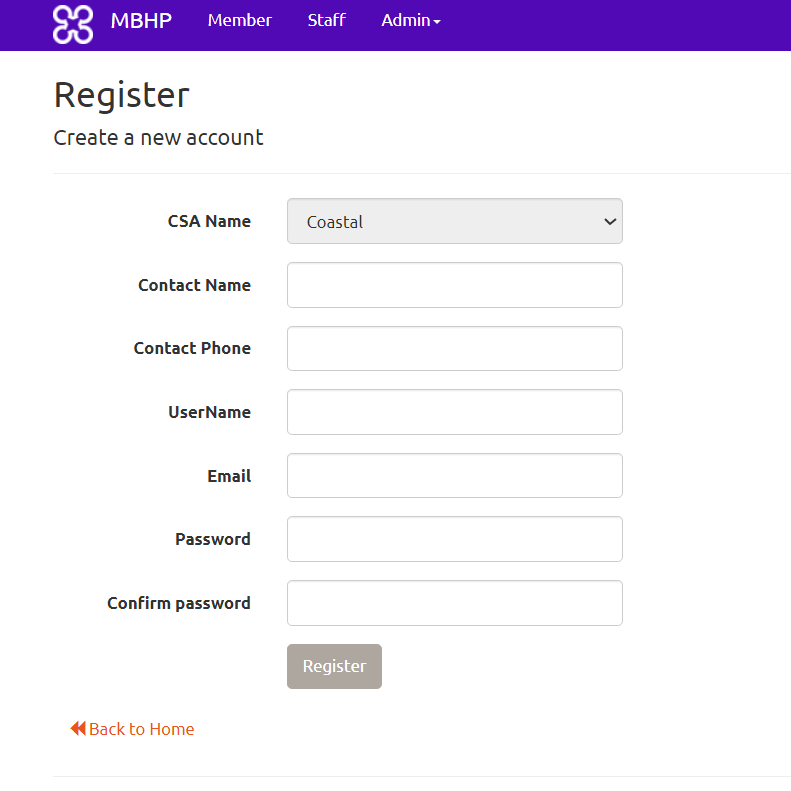 MBHP Member Staff Admin
Register
Create a new account
CSA Name Coastal
Contact Name
Contact Phone
UserName
Email
Password
Confirm password
Register
Back to Home